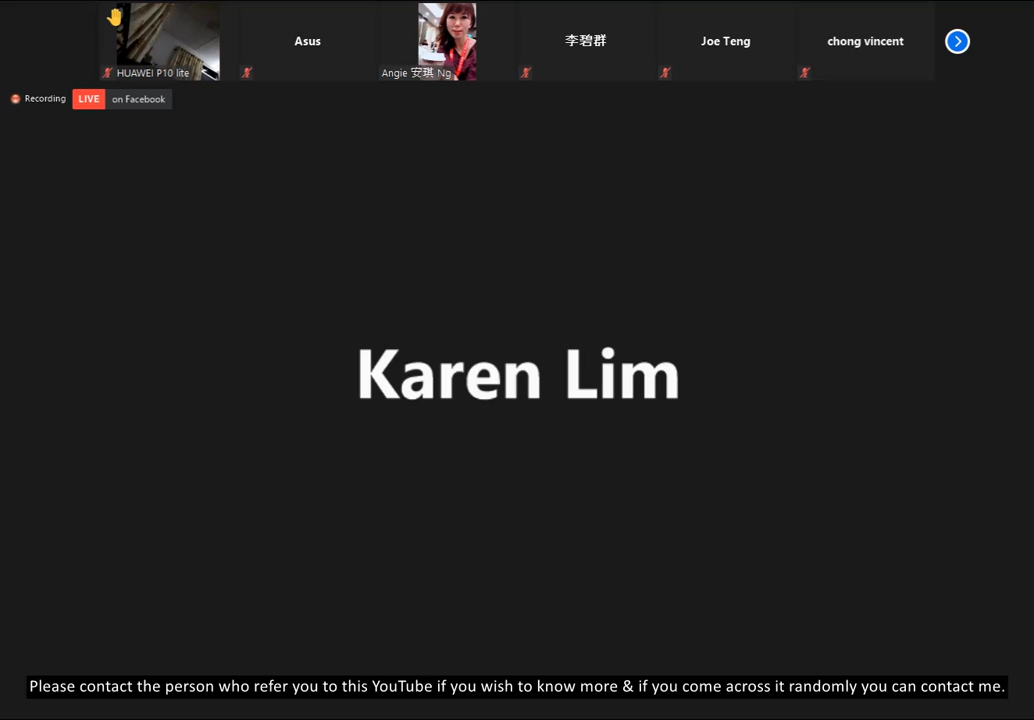 HUAWEI P10 lite
Asus
Angie 安琪 Ng
李碧群
Joe Teng
chong vincent
Recording
LIVE on Facebook
Karen Lim
Please contact the person who refer you to this YouTube if you wish to know more & if you come across it randomly you can contact me.